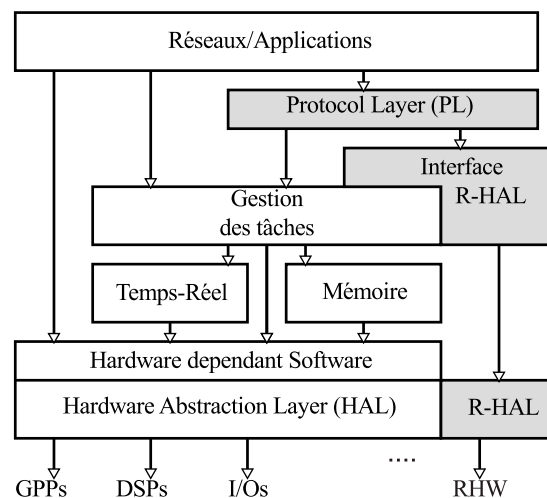 Réseaux/Applications
Protocol Layer (PL)
Interface
R-HAL
Gestion
des tâches
Temps-Réel
Mémoire
Hardware dependant Software
Hardware Abstraction Layer (HAL)
R-HAL
....
GPPs
DSPs
I/Os
RHW